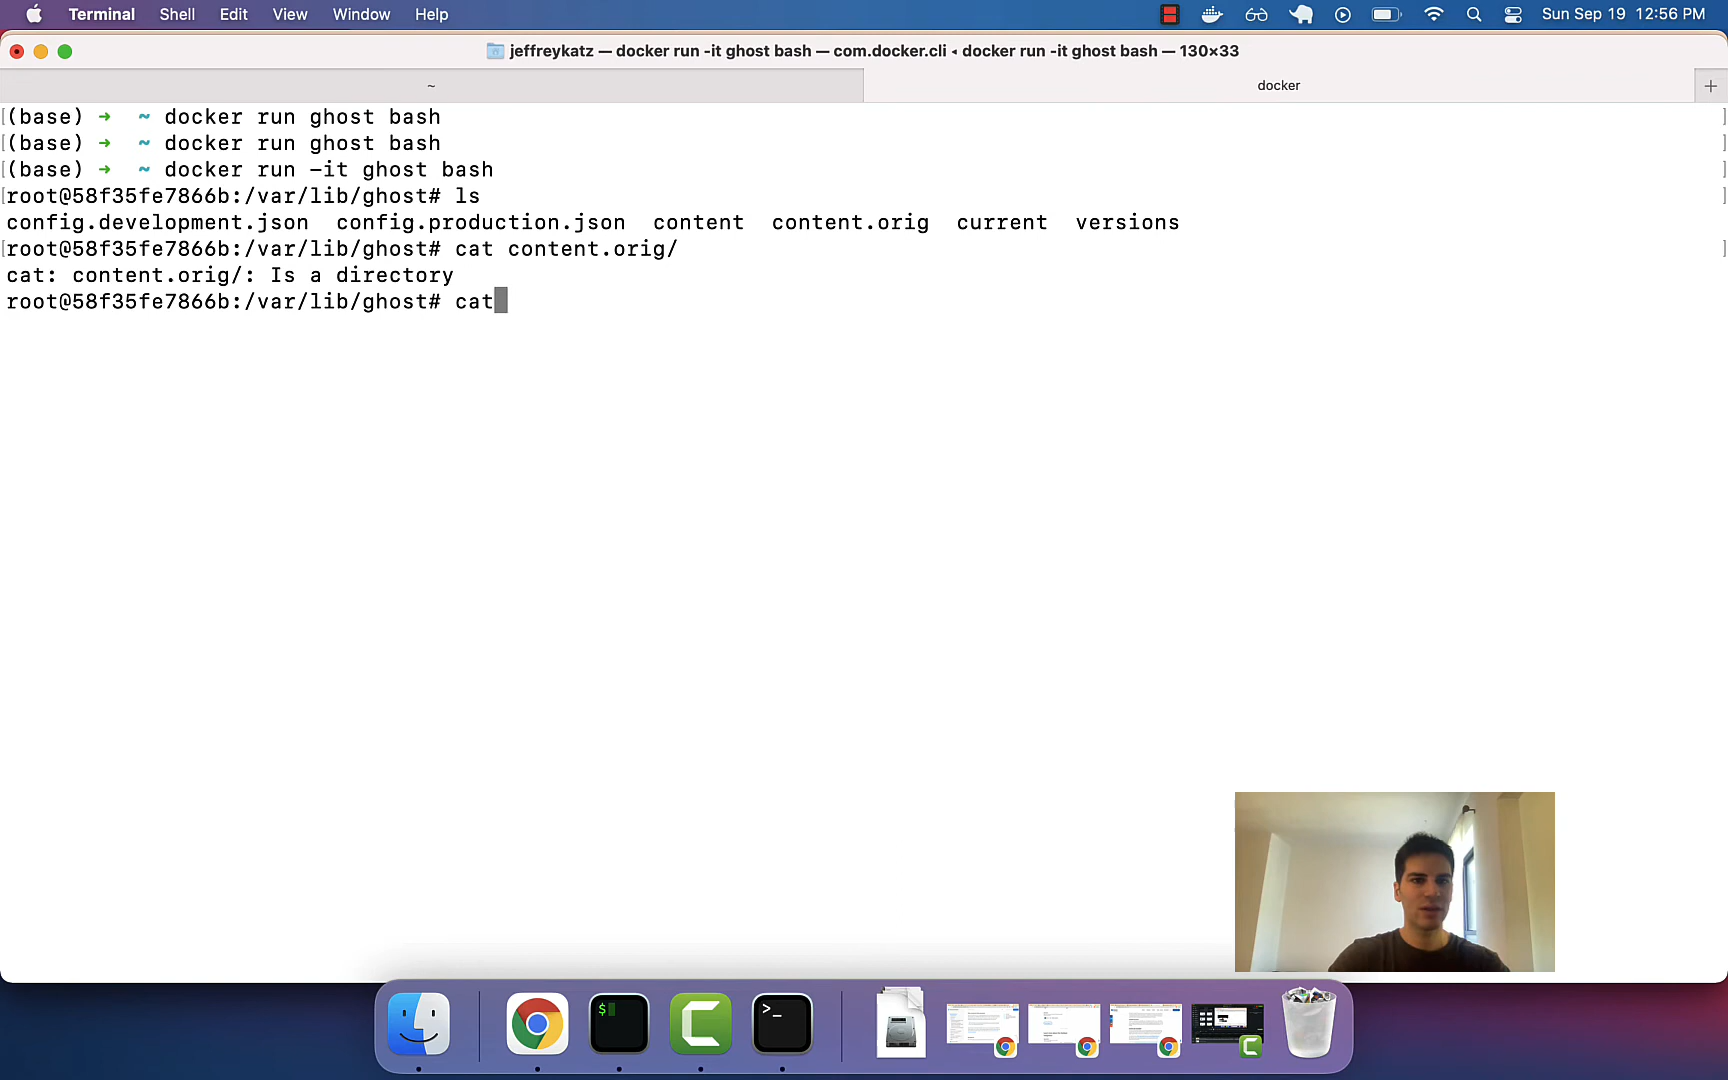 Terminal Shell Edit View Window Help Sun Sep 19 12:56 PM
jeffreykatz — docker run -it ghost bash — com.docker.cli ◂ docker run -it ghost bash — 130×33
~ docker +
[(base) ➜ ~ docker run ghost bash ]
[(base) ➜ ~ docker run ghost bash ]
[(base) ➜ ~ docker run -it ghost bash ]
[root@58f35fe7866b:/var/lib/ghost# ls ]
config.development.json config.production.json content content.orig current versions
[root@58f35fe7866b:/var/lib/ghost# cat content.orig/ ]
cat: content.orig/: Is a directory
root@58f35fe7866b:/var/lib/ghost# cat
$ C >_
C